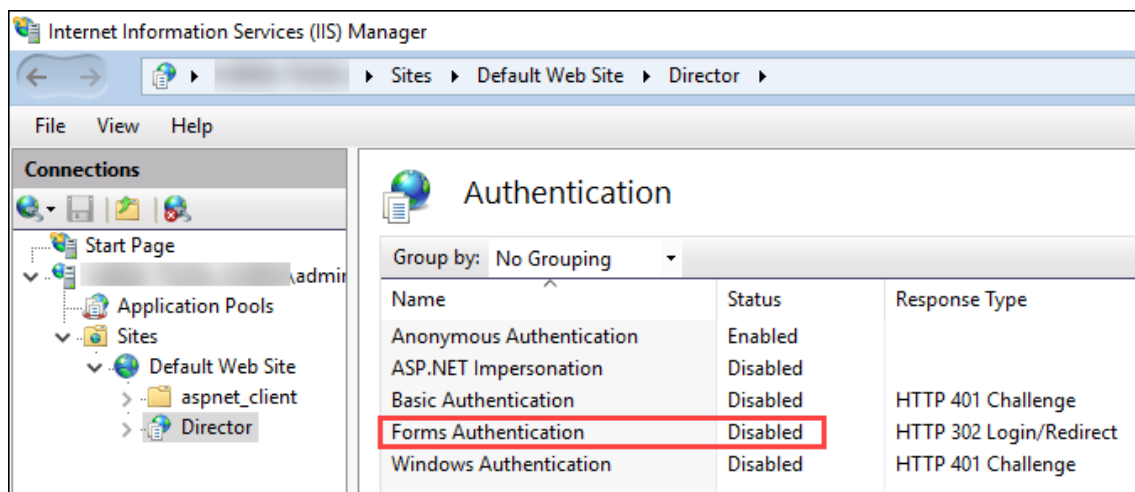 Internet Information Services (IIS) Manager
Sites Default Web Site Director
File View Help
Connections
Start Page
\admin
Application Pools
Sites
Default Web Site
aspnet_client
Director
Authentication
Group by: No Grouping
Name Status Response Type
Anonymous Authentication Enabled
ASP.NET Impersonation Disabled
Basic Authentication Disabled HTTP 401 Challenge
Forms Authentication Disabled HTTP 302 Login/Redirect
Windows Authentication Disabled HTTP 401 Challenge